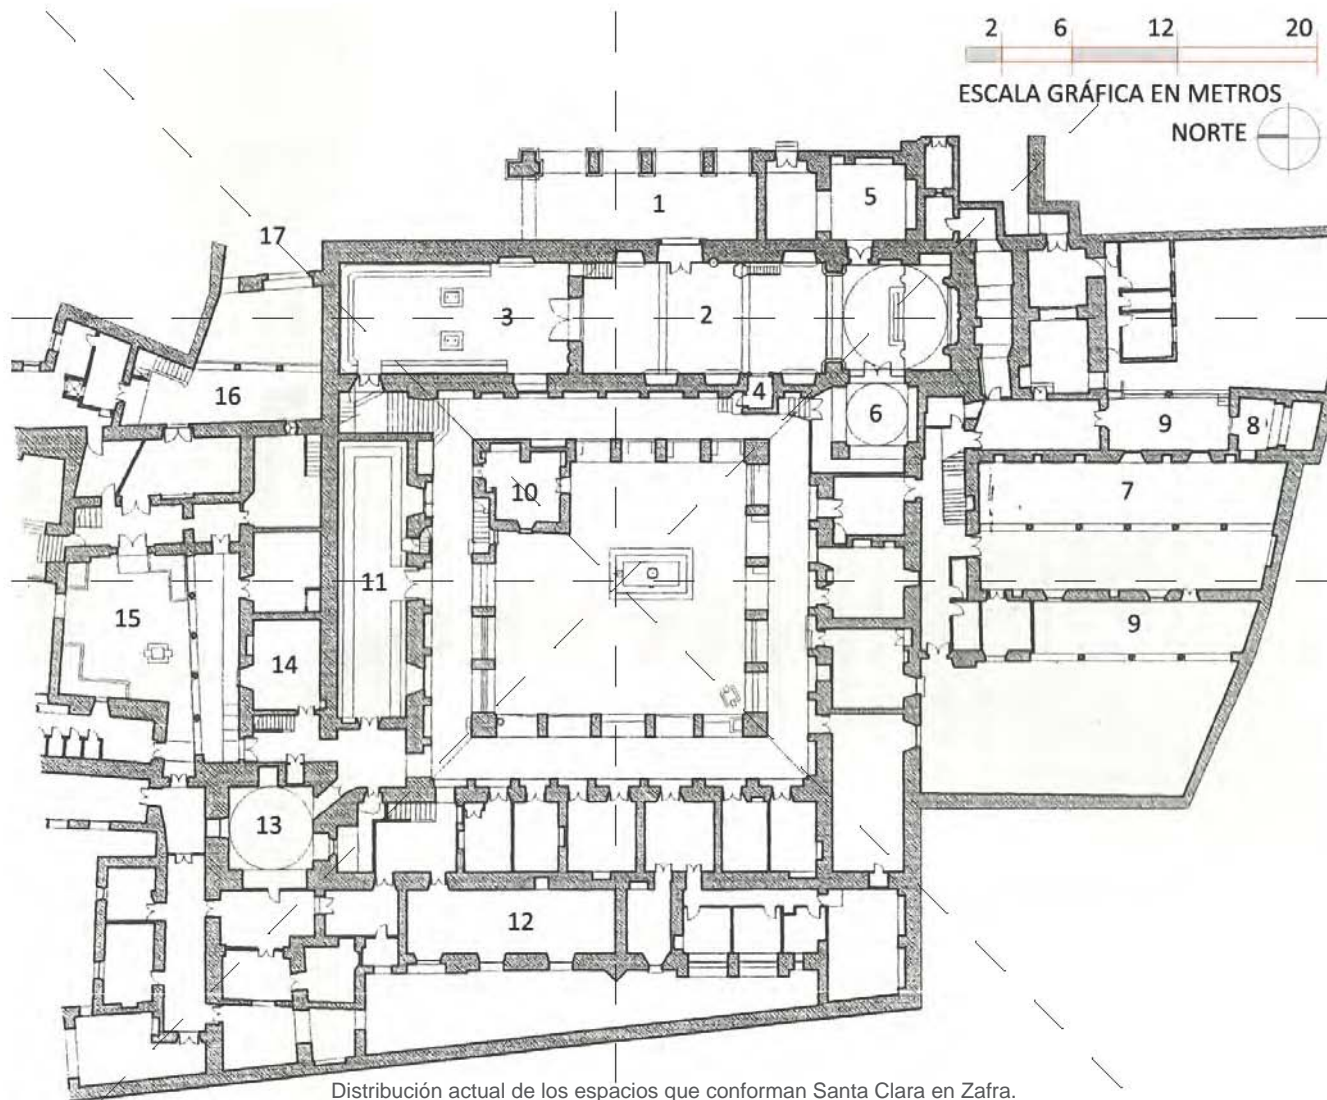 2 6 12 20
ESCALA GRÁFICA EN METROS
NORTE
5
1
17
3 2
4
16 6 9 8
10 7
11
15 9
14
13
12
Distribución actual de los espacios que conforman Santa Clara en Zafra.